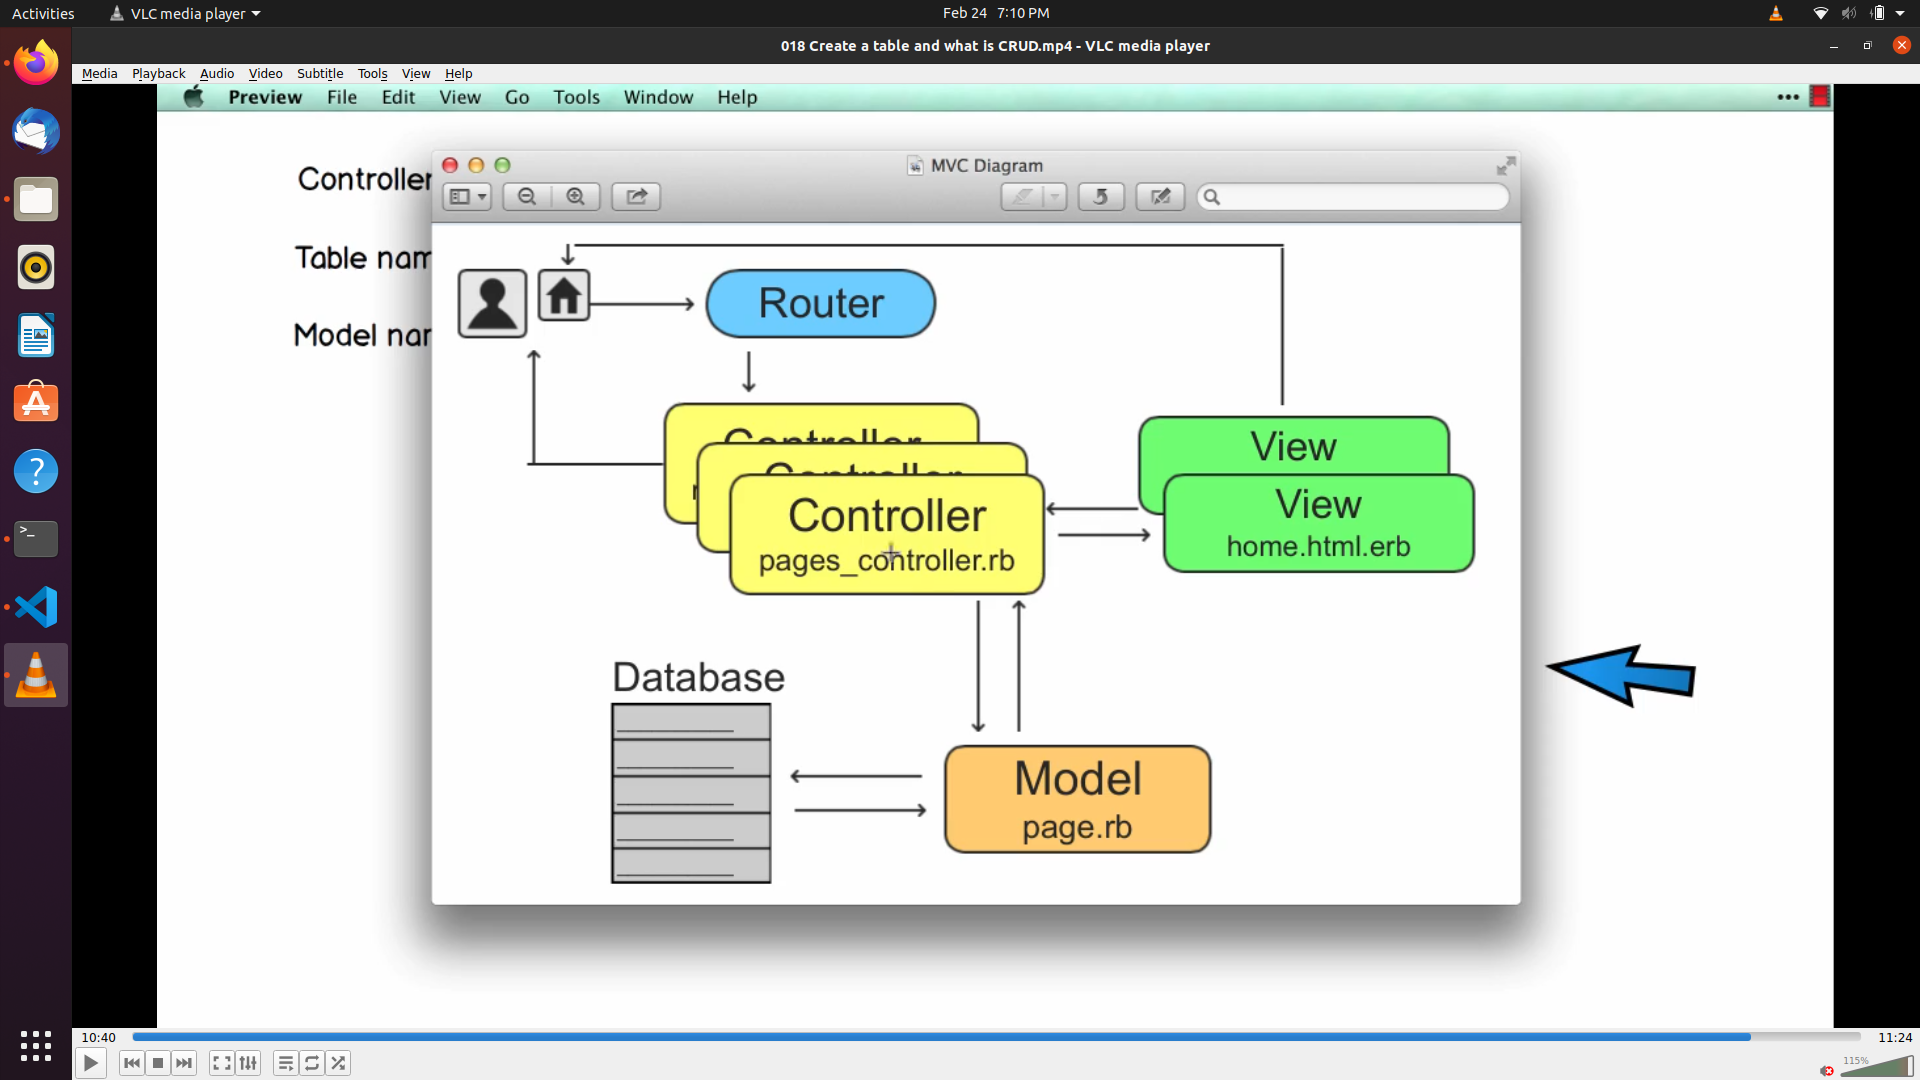 Activities
VLC media player
Feb 24 7:10 PM
018 Create a table and what is CRUD.mp4 - VLC media player
Media Playback Audio Video Subtitle Tools View Help
Preview File Edit View Go Tools Window Help
MVC Diagram
Controller
Table nam
Model nar
Router
Controller
Controller
Controller
pages_controller.rb
View
View
home.html.erb
Database
Model
page.rb
10:40
11:24
115%